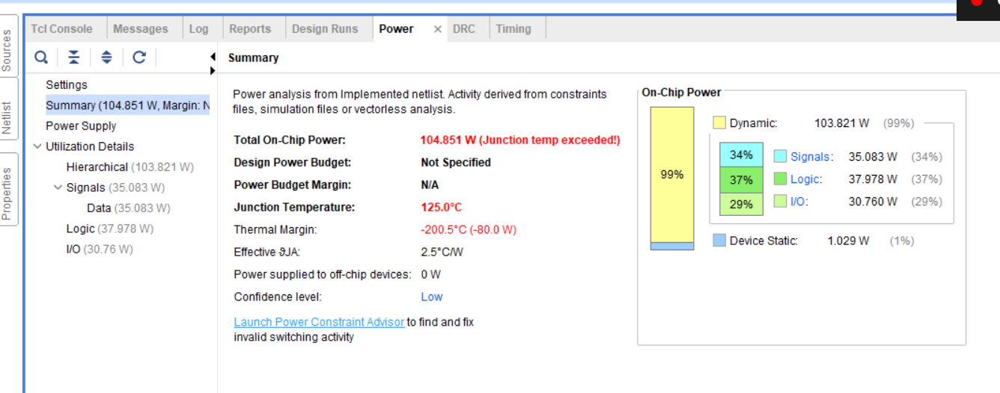 Sources
Netlist
Properties
Tcl Console Messages Log Reports Design Runs Power × DRC Timing
Settings
Summary (104.851 W, Margin: N
Power Supply
Utilization Details
Hierarchical (103.821 W)
Signals (35.083 W)
Data (35.083 W)
Logic (37.978 W)
I/O (30.76 W)
Summary
Power analysis from Implemented netlist. Activity derived from constraints
files, simulation files or vectorless analysis.
Total On-Chip Power: 104.851 W (Junction temp exceeded!)
Design Power Budget: Not Specified
Power Budget Margin: N/A
Junction Temperature: 125.0°C
Thermal Margin: -200.5°C (-80.0 W)
Effective ϑJA: 2.5°C/W
Power supplied to off-chip devices: 0 W
Confidence level: Low
Launch Power Constraint Advisor to find and fix
invalid switching activity
On-Chip Power
99%
Dynamic: 103.821 W (99%)
34% Signals: 35.083 W (34%)
37% Logic: 37.978 W (37%)
29% I/O: 30.760 W (29%)
Device Static: 1.029 W (1%)